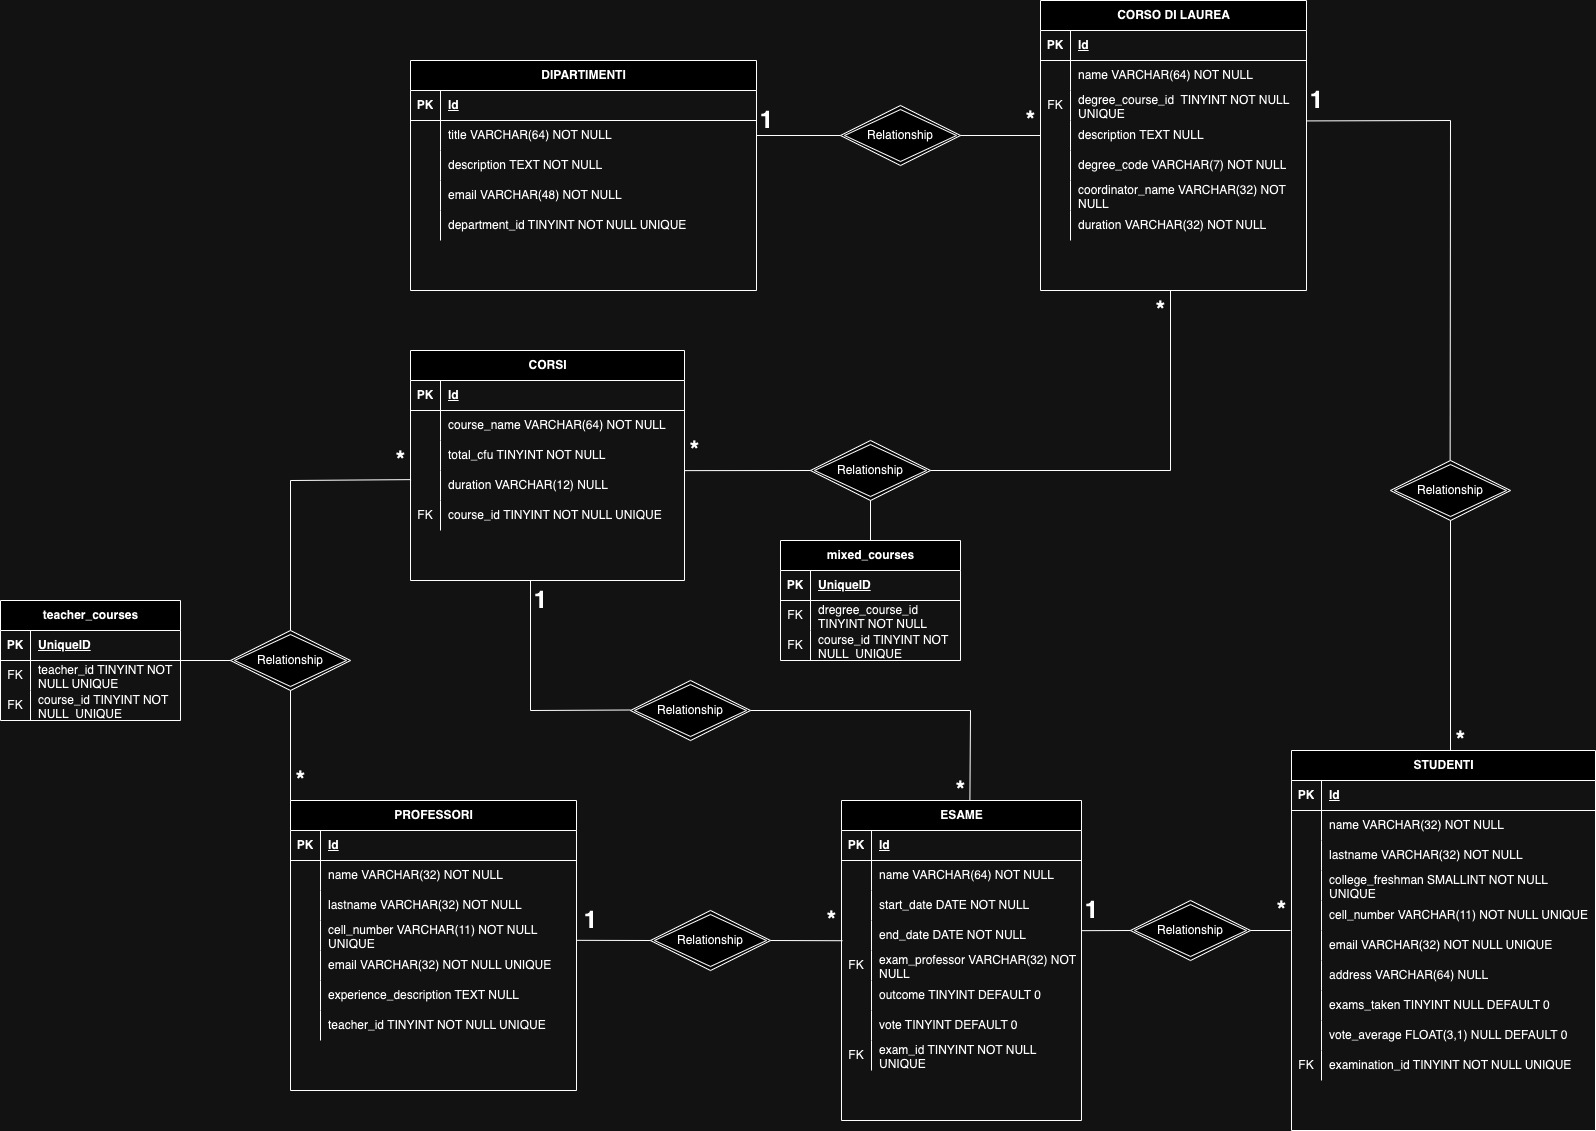 CORSO DI LAUREA
PK Id
name VARCHAR(64) NOT NULL
FK degree_course_id TINYINT NOT NULL
UNIQUE
description TEXT NULL
degree_code VARCHAR(7) NOT NULL
coordinator_name VARCHAR(32) NOT
NULL
duration VARCHAR(32) NOT NULL
DIPARTIMENTI
PK Id
title VARCHAR(64) NOT NULL
description TEXT NOT NULL
email VARCHAR(48) NOT NULL
department_id TINYINT NOT NULL UNIQUE
1
Relationship
*
1
*
CORSI
PK Id
course_name VARCHAR(64) NOT NULL
total_cfu TINYINT NOT NULL
duration VARCHAR(12) NULL
FK course_id TINYINT NOT NULL UNIQUE
*
*
Relationship
Relationship
mixed_courses
PK UniqueID
FK dregree_course_id
TINYINT NOT NULL
FK course_id TINYINT NOT
NULL UNIQUE
1
teacher_courses
PK UniqueID
FK teacher_id TINYINT NOT
NULL UNIQUE
FK course_id TINYINT NOT
NULL UNIQUE
Relationship
Relationship
*
*
*
PROFESSORI
PK Id
name VARCHAR(32) NOT NULL
lastname VARCHAR(32) NOT NULL
cell_number VARCHAR(11) NOT NULL
UNIQUE
email VARCHAR(32) NOT NULL UNIQUE
experience_description TEXT NULL
teacher_id TINYINT NOT NULL UNIQUE
1
Relationship
*
ESAME
PK Id
name VARCHAR(64) NOT NULL
start_date DATE NOT NULL
end_date DATE NOT NULL
FK exam_professor VARCHAR(32) NOT
NULL
outcome TINYINT DEFAULT 0
vote TINYINT DEFAULT 0
FK exam_id TINYINT NOT NULL
UNIQUE
1
Relationship
*
STUDENTI
PK Id
name VARCHAR(32) NOT NULL
lastname VARCHAR(32) NOT NULL
college_freshman SMALLINT NOT NULL
UNIQUE
cell_number VARCHAR(11) NOT NULL UNIQUE
email VARCHAR(32) NOT NULL UNIQUE
address VARCHAR(64) NULL
exams_taken TINYINT NULL DEFAULT 0
vote_average FLOAT(3,1) NULL DEFAULT 0
FK examination_id TINYINT NOT NULL UNIQUE